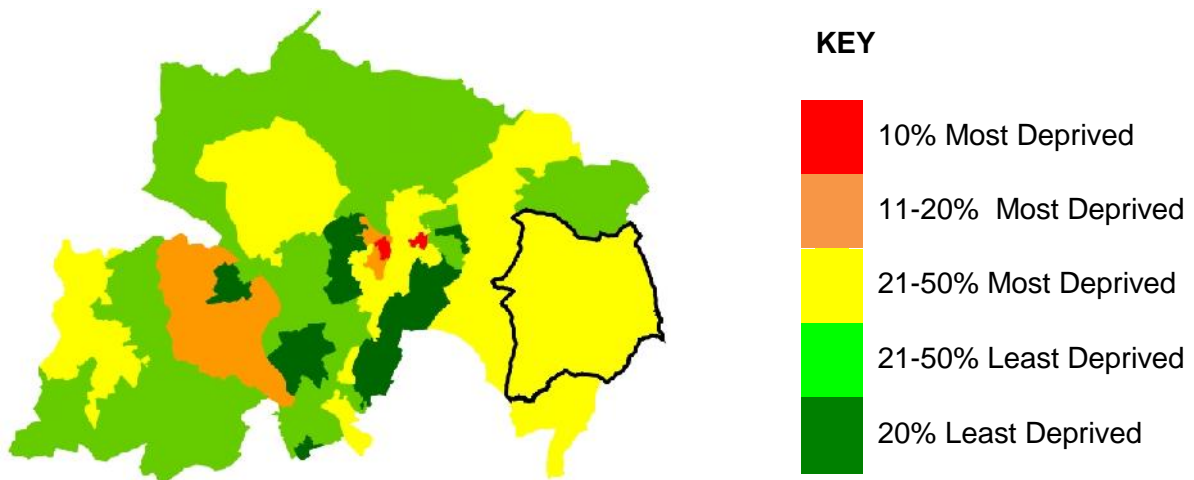 KEY
10% Most Deprived
11-20% Most Deprived
21-50% Most Deprived
21-50% Least Deprived
20% Least Deprived